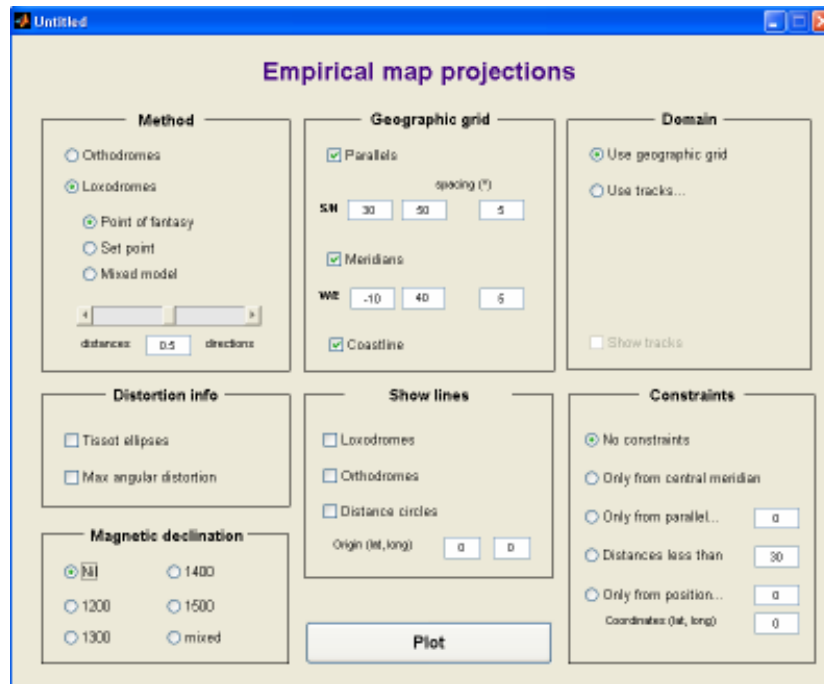 Untitled
Empirical map projections
Method
Orthodromes
Loxodromes
Point of fantasy
Set point
Mixed model
distances 0.5 directions
Geographic grid
Parallels
spacing (°)
S/N 30 50 5
Meridians
W/E -10 40 5
Coastline
Domain
Use geographic grid
Use tracks...
Show tracks
Distortion info
Tissot ellipses
Max angular distortion
Show lines
Loxodromes
Orthodromes
Distance circles
Origin (lat, long) 0 0
Constraints
No constraints
Only from central meridian
Only from parallel... 0
Distances less than 30
Only from position... 0
Coordinates (lat, long) 0
Magnetic declination
Nil 1400
1200 1500
1300 mixed
Plot